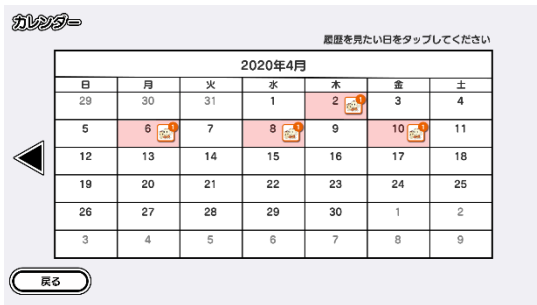 カレンダー
履歴を見たい日をタップしてください
2020年4月
日 月 火 水 木 金 土
29 30 31 1 2 1 3 4
5 6 1 7 8 1 9 10 1 11
12 13 14 15 16 17 18
19 20 21 22 23 24 25
26 27 28 29 30 1 2
3 4 5 6 7 8 9
戻る